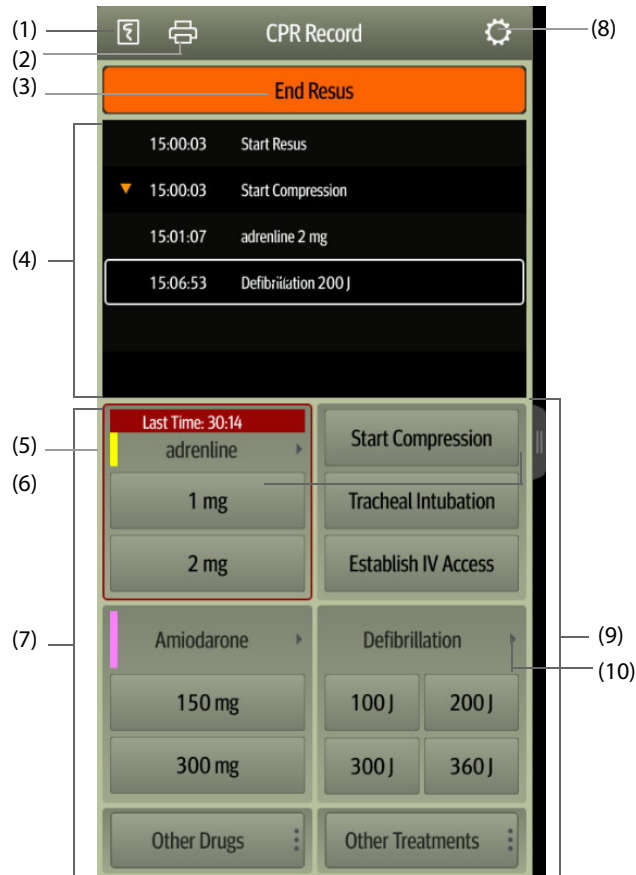 (1)
CPR Record
(8)
(2)
(3)
End Resus
15:00:03 Start Resus
15:00:03 Start Compression
15:01:07 adrenline 2 mg
(4)
15:06:53 Defibrillation 200 J
Last Time: 30:14
(5)
adrenline
Start Compression
(6)
1 mg
Tracheal Intubation
2 mg
Establish IV Access
(7)
Amiodarone
Defibrillation
(9)
(10)
150 mg
100 J
200 J
300 mg
300 J
360 J
Other Drugs
Other Treatments